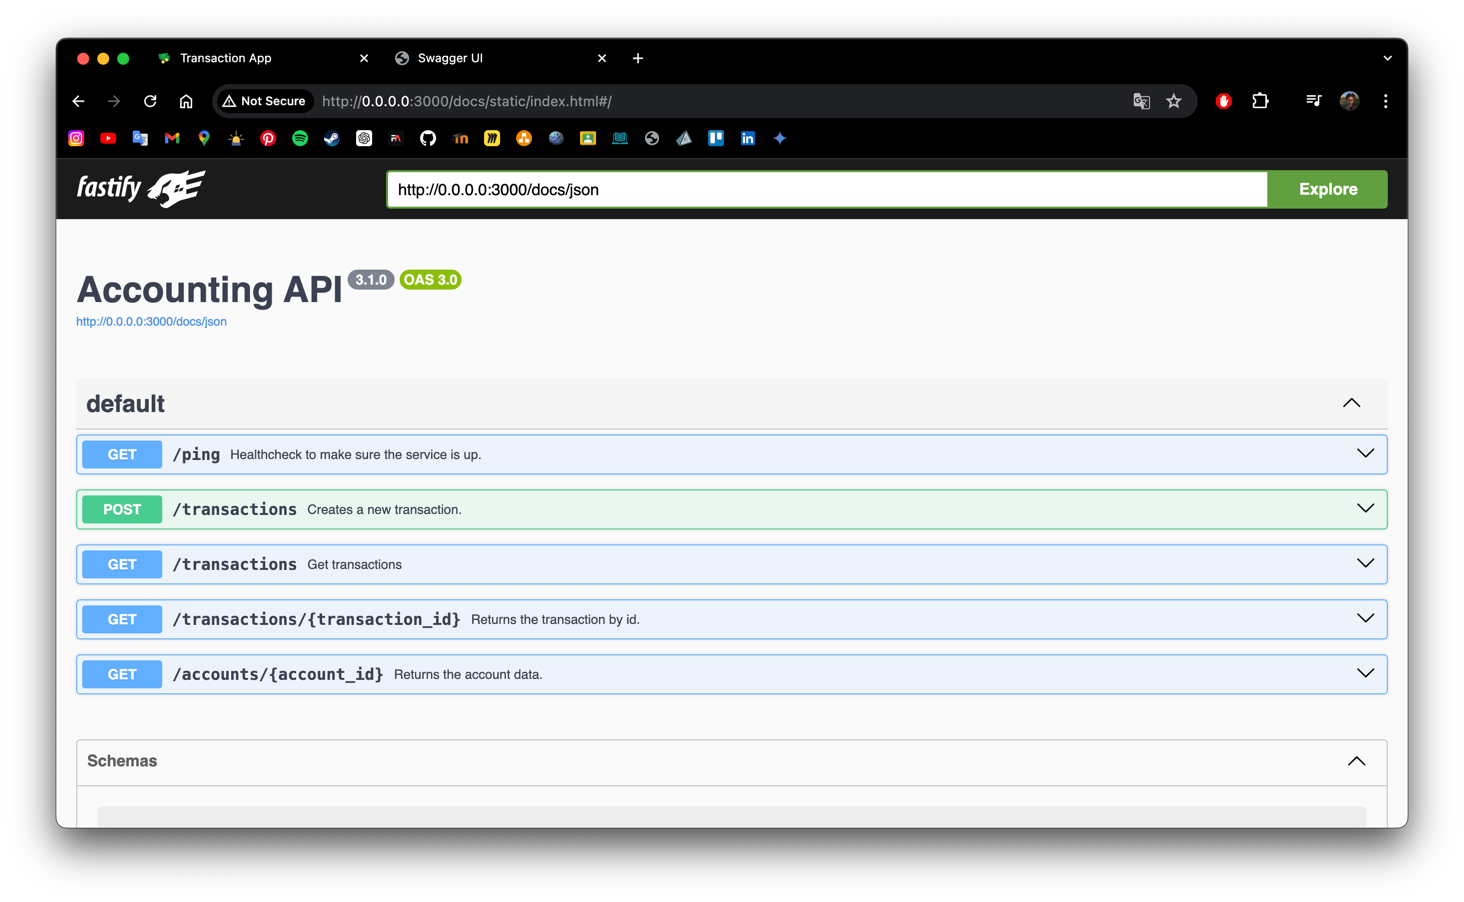 Transaction App
Swagger UI
Not Secure
http://0.0.0.0:3000/docs/static/index.html#/
fastify
http://0.0.0.0:3000/docs/json
Explore
Accounting API 3.1.0 OAS 3.0
http://0.0.0.0:3000/docs/json
default
GET /ping Healthcheck to make sure the service is up.
POST /transactions Creates a new transaction.
GET /transactions Get transactions
GET /transactions/{transaction_id} Returns the transaction by id.
GET /accounts/{account_id} Returns the account data.
Schemas